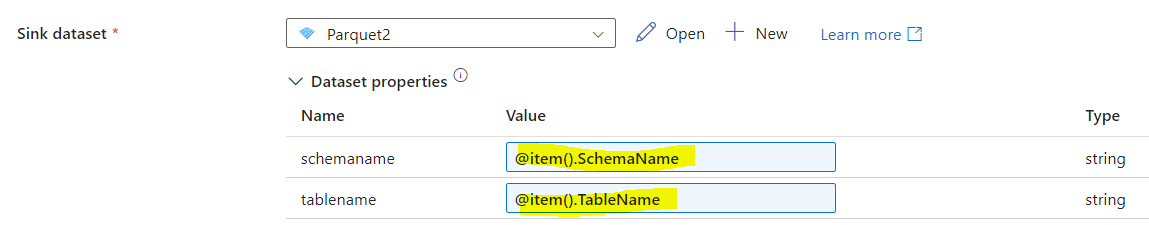 Sink dataset * Parquet2 Open New Learn more
Dataset properties
Name Value Type
schemaname @item().SchemaName string
tablename @item().TableName string